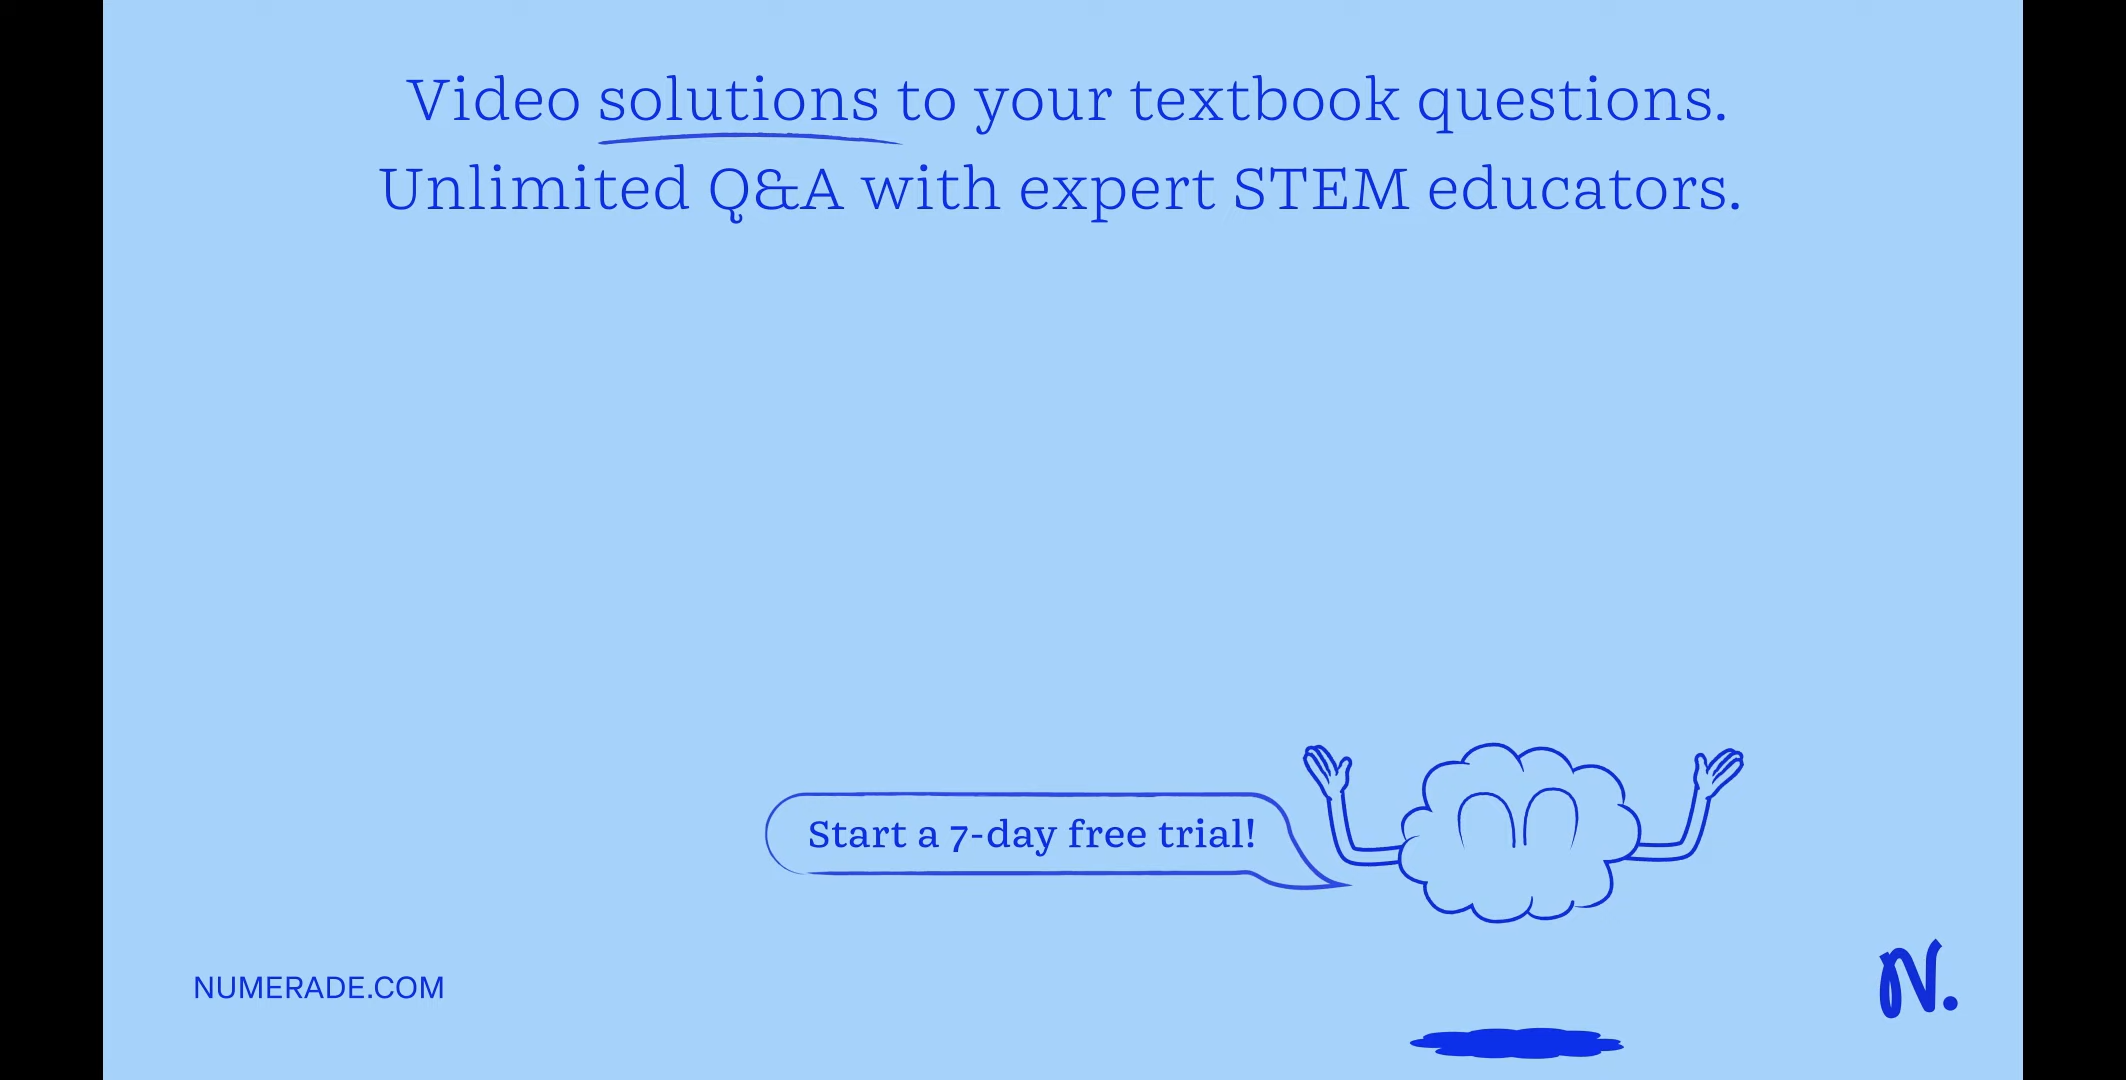 Video solutions to your textbook questions.
Unlimited Q&A with expert STEM educators.
Start a 7-day free trial!
NUMERADE.COM
N.